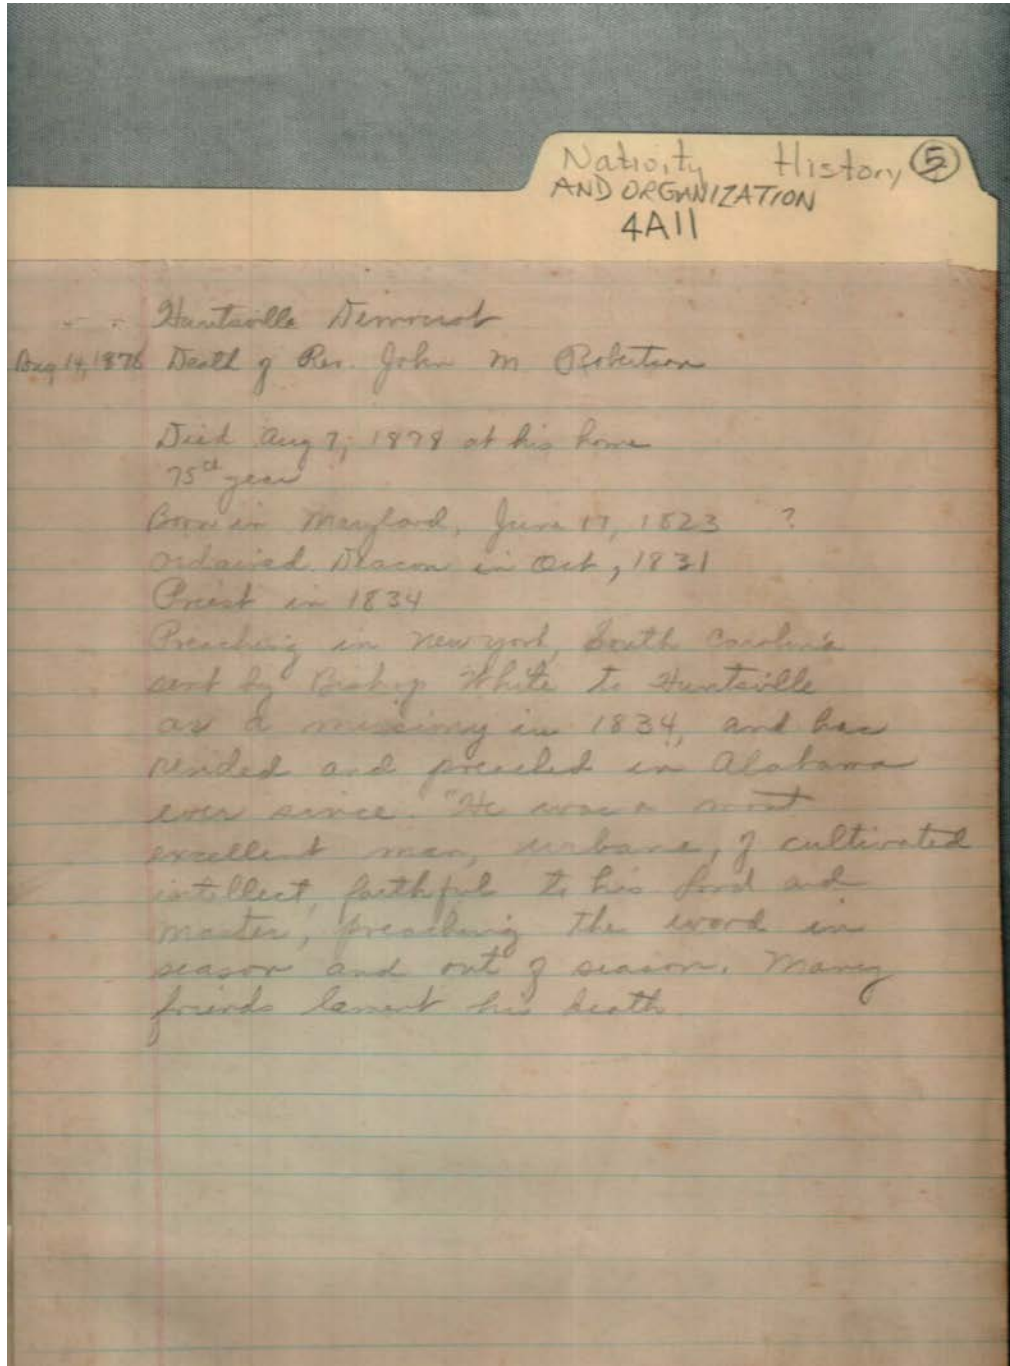 Nativity History ⑤
AND ORGANIZATION
4A11
Huntsville Democrat
Aug 14, 1878 Death of Rev. John M Robertson
Died Aug 7, 1878 at his home
75th year
Born in Maryland, June 17, 1823 ?
ordained Deacon in Oct, 1831
Priest in 1834
Preaching in New York, South Carolina
sent by Bishop White to Huntsville
as a missinary in 1834, and has
resided and preached in Alabama
ever since. "He was a most
excellent man, urbane, of cultivated
intellect, faithful to his Lord and
master, preaching the word in
season and out of season. Many
friends lament his death